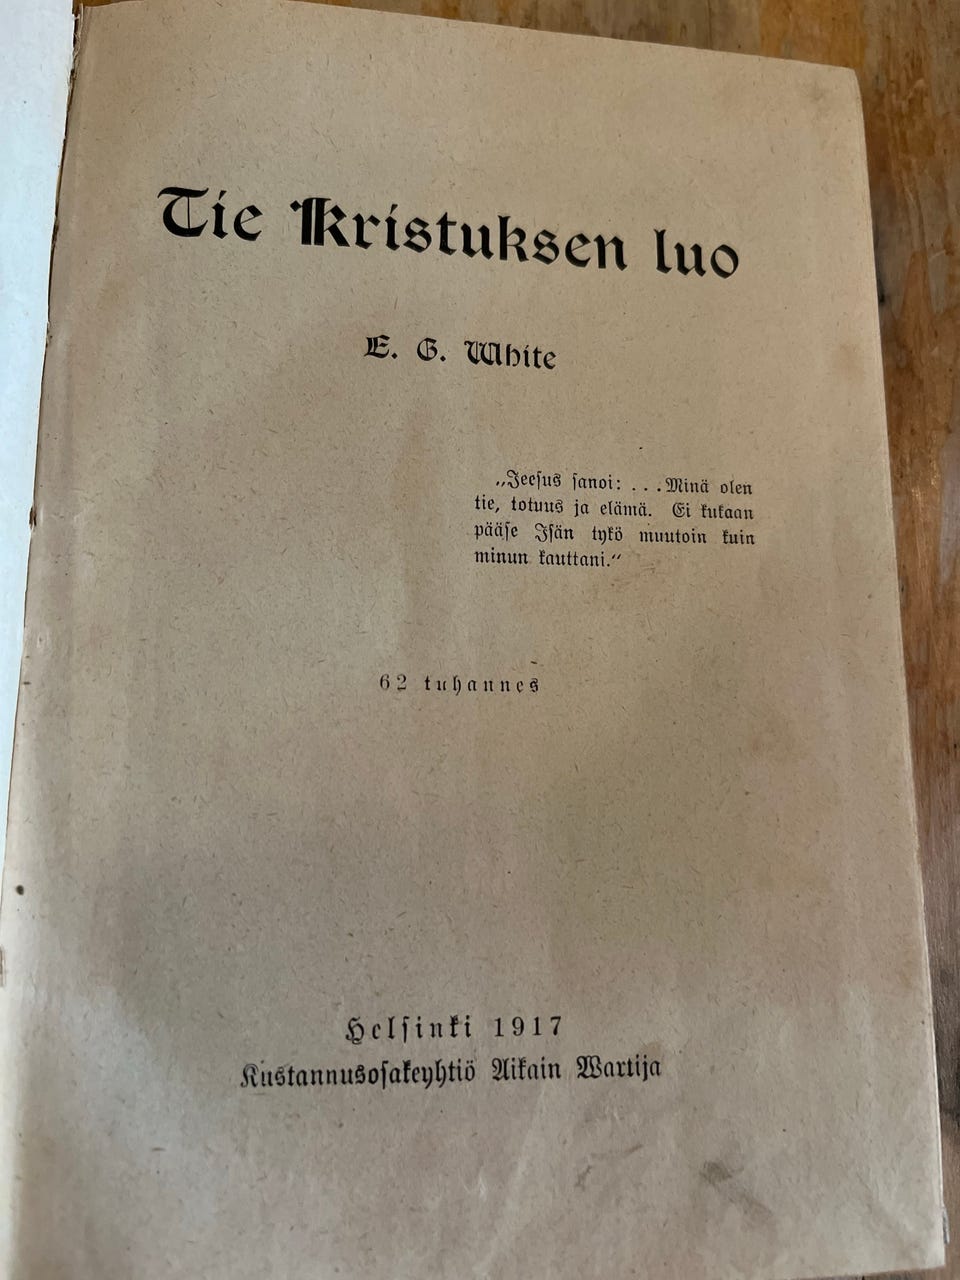 Tie Kristuksen luo
E. G. White
„Jeesus sanoi: . . . Minä olen
tie, totuus ja elämä. Ei kukaan
pääse Isän tykö muutoin kuin
minun kauttani.“
62 tuhannes
Helsinki 1917
Kustannusosakeyhtiö Aikain Wartija